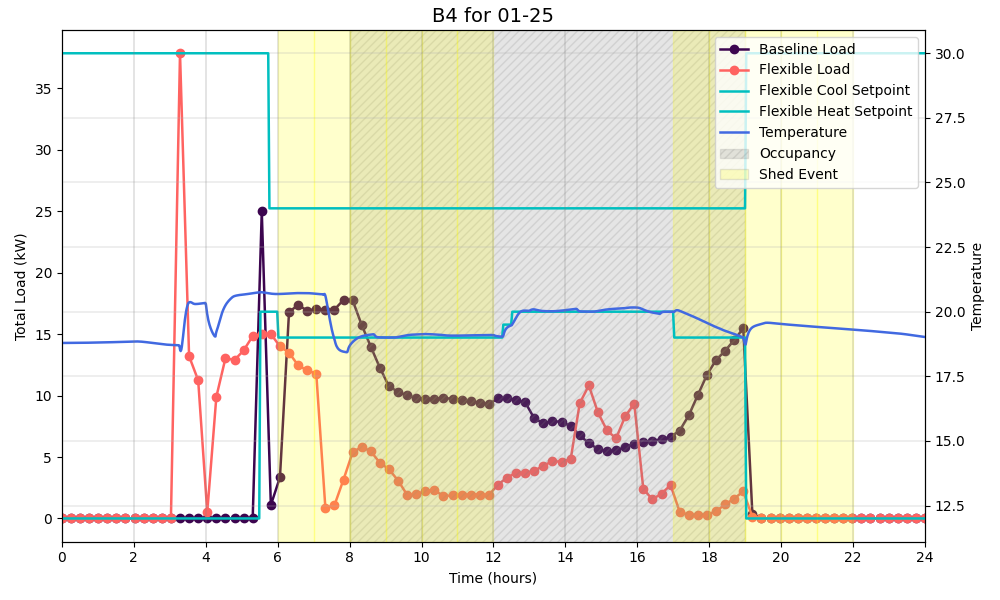 B4 for 01-25
Total Load (kW)
35
30
25
20
15
10
5
0
30.0
27.5
25.0
22.5
20.0
17.5
15.0
12.5
Temperature
Baseline Load
Flexible Load
Flexible Cool Setpoint
Flexible Heat Setpoint
Temperature
Occupancy
Shed Event
0 2 4 6 8 10 12 14 16 18 20 22 24
Time (hours)